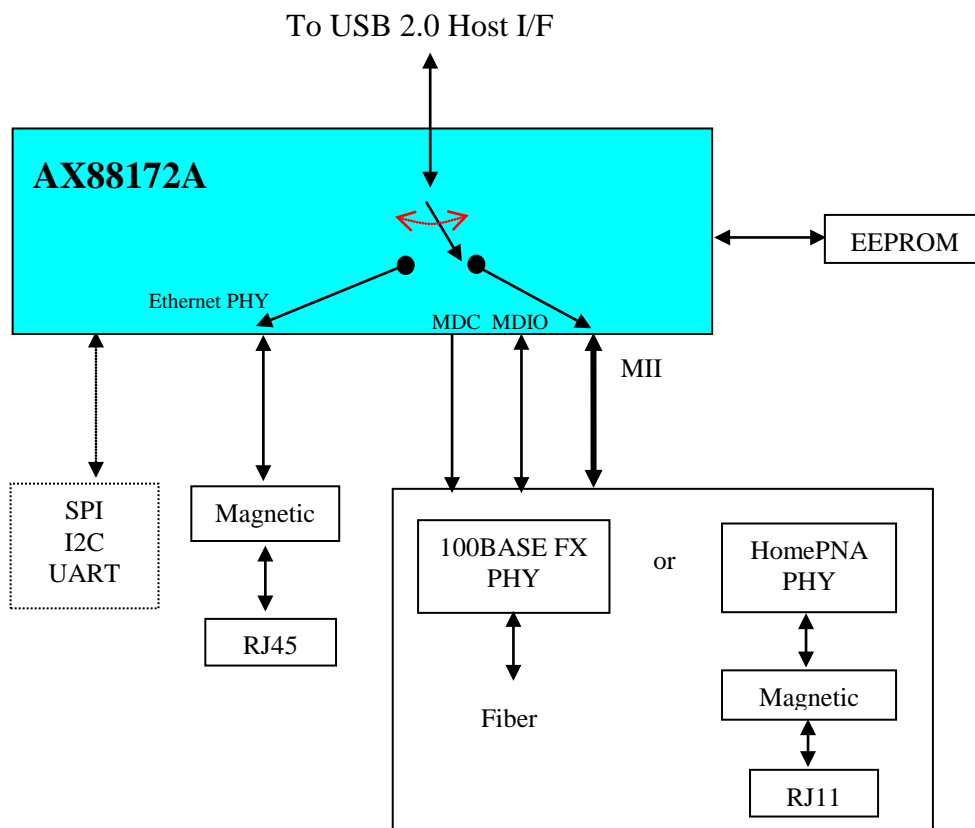 To USB 2.0 Host I/F
AX88172A
EEPROM
Ethernet PHY
MDC MDIO
MII
SPI
I2C
UART
Magnetic
RJ45
100BASE FX
PHY
or
HomePNA
PHY
Fiber
Magnetic
RJ11